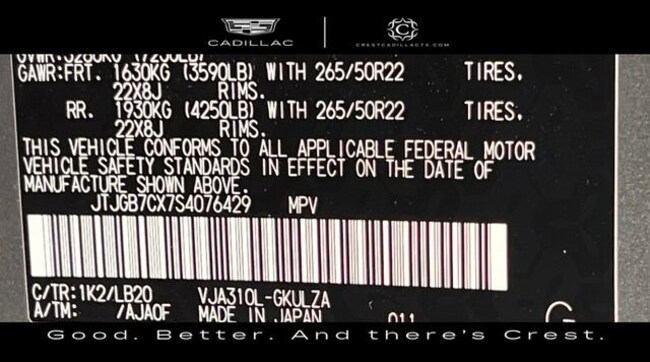 CADILLAC
CRESTCADILLACTX.COM
GAWR:FRT. 1630KG (3590LB) WITH 265/50R22 TIRES.
22X8J RIMS.
RR. 1930KG (4250LB) WITH 265/50R22 TIRES.
22X8J RIMS.
THIS VEHICLE CONFORMS TO ALL APPLICABLE FEDERAL MOTOR
VEHICLE SAFETY STANDARDS IN EFFECT ON THE DATE OF
MANUFACTURE SHOWN ABOVE.
JTJGB7CX7S4076429 MPV
C/TR:1K2/LB20 VJA310L-GKULZA
A/TM: /AJA0F MADE IN JAPAN 011 G
Good. Better. And there's Crest.